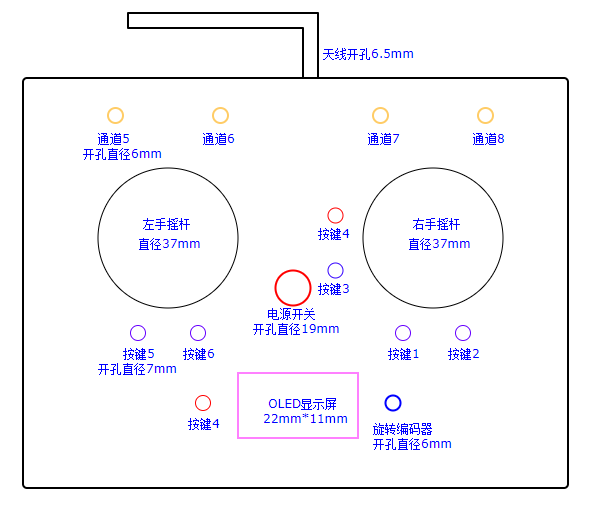 天线开孔6.5mm
通道5
开孔直径6mm
通道6
通道7
通道8
左手摇杆
直径37mm
右手摇杆
直径37mm
按键4
按键3
电源开关
开孔直径19mm
按键5
开孔直径7mm
按键6
按键1
按键2
按键4
OLED显示屏
22mm*11mm
旋转编码器
开孔直径6mm